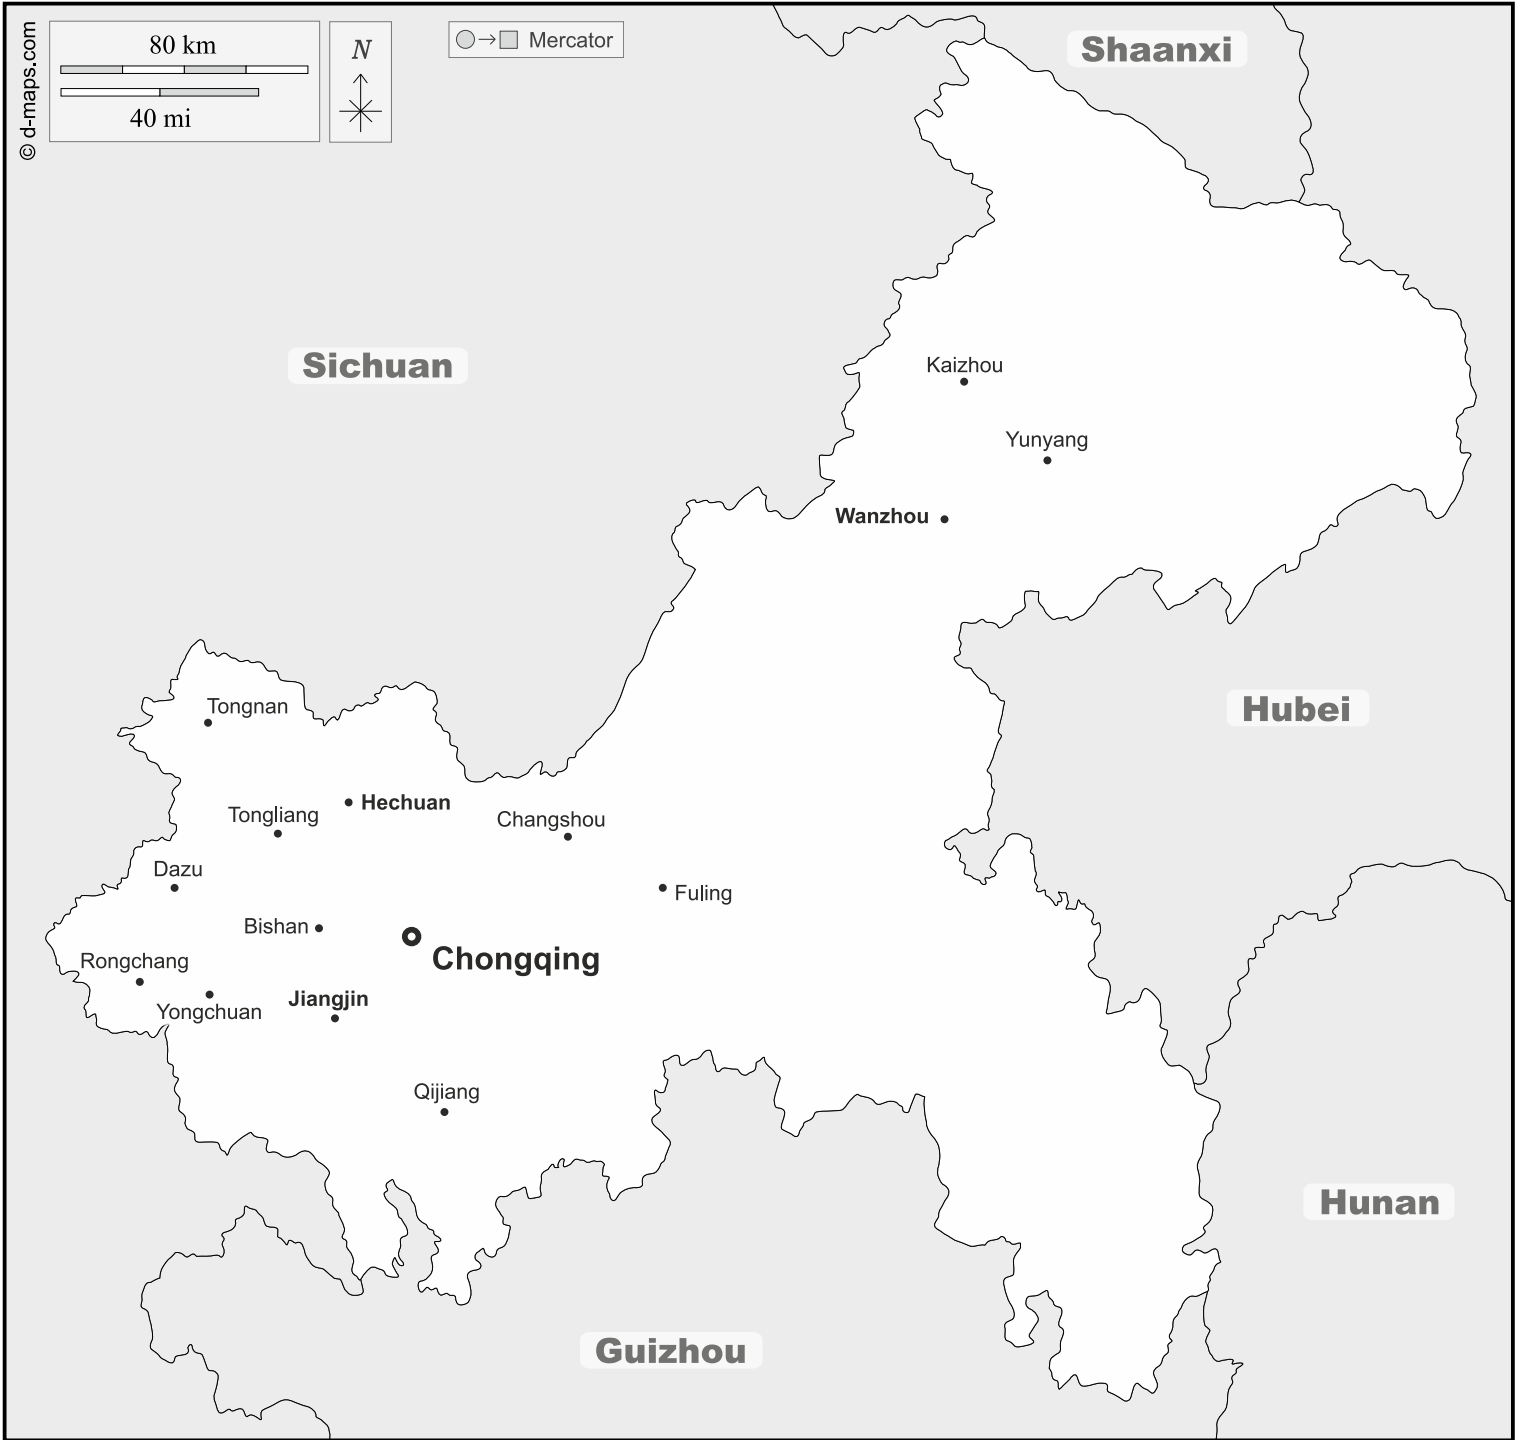 © d-maps.com
80 km
40 mi
N
Mercator
Shaanxi
Sichuan
Kaizhou
Yunyang
Wanzhou
Hubei
Tongnan
Hechuan
Tongliang
Changshou
Dazu
Fuling
Bishan
Chongqing
Rongchang
Jiangjin
Yongchuan
Qijiang
Hunan
Guizhou